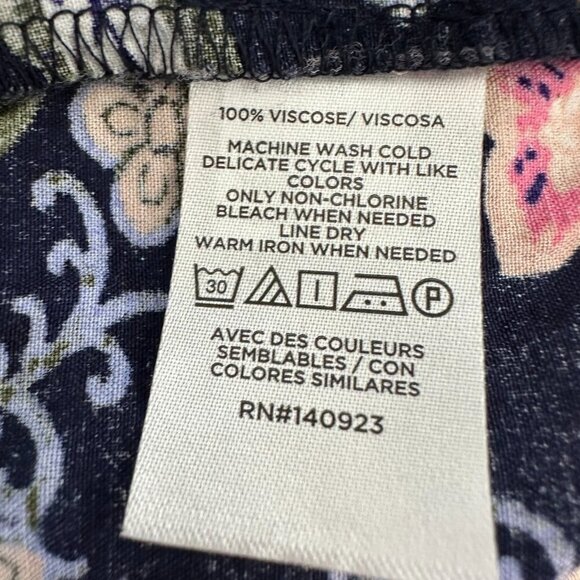 100% VISCOSE/ VISCOSA
MACHINE WASH COLD
DELICATE CYCLE WITH LIKE
COLORS
ONLY NON-CHLORINE
BLEACH WHEN NEEDED
LINE DRY
WARM IRON WHEN NEEDED
30 P
AVEC DES COULEURS
SEMBLABLES / CON
COLORES SIMILARES
RN#140923